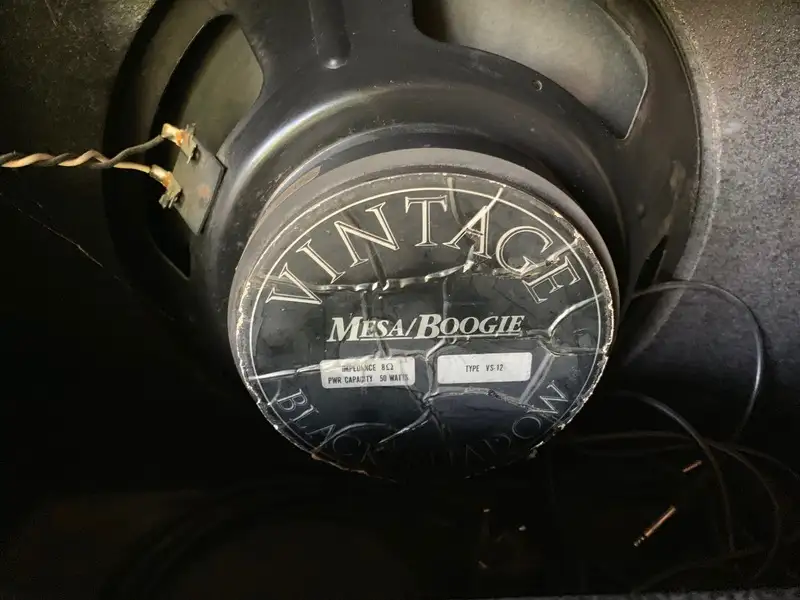 VINTAGE
MESA/BOOGIE
IMPEDANCE 8Ω
PWR CAPACITY 50 WATTS
TYPE VS-12
BLACK SHADOW